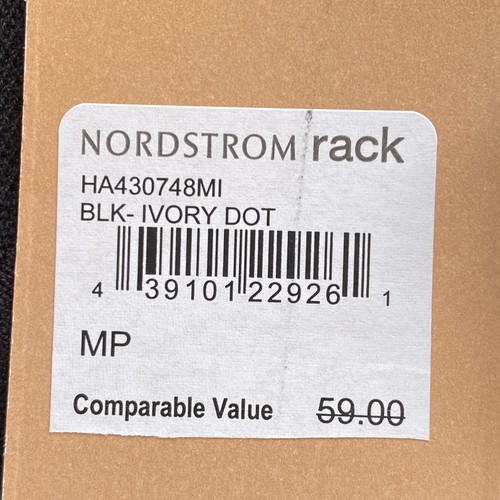 NORDSTROM rack
HA430748MI
BLK- IVORY DOT
4 39101 22926 1
MP
Comparable Value 59.00